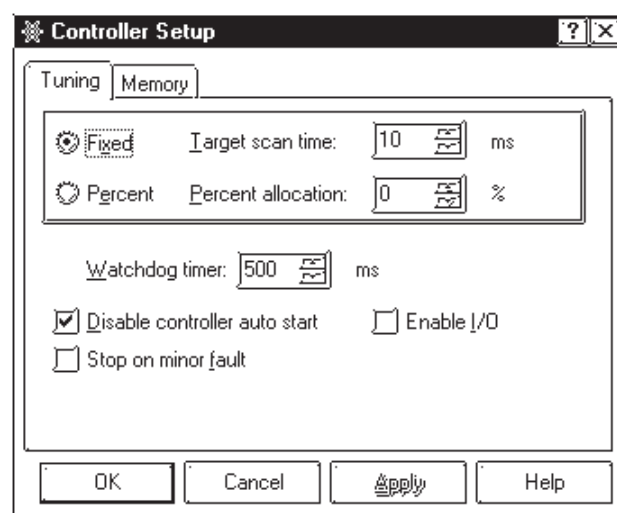 Controller Setup ? X
Tuning Memory
Fixed Target scan time: 10 ms
Percent Percent allocation: 0 %
Watchdog timer: 500 ms
Disable controller auto start Enable I/O
Stop on minor fault
OK Cancel Apply Help